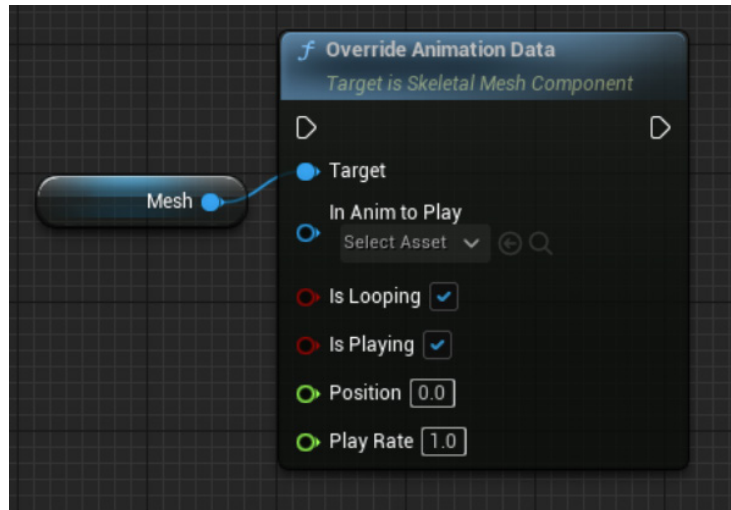 f Override Animation Data
Target is Skeletal Mesh Component
Target
Mesh
In Anim to Play
Select Asset
Is Looping
Is Playing
Position 0.0
Play Rate 1.0